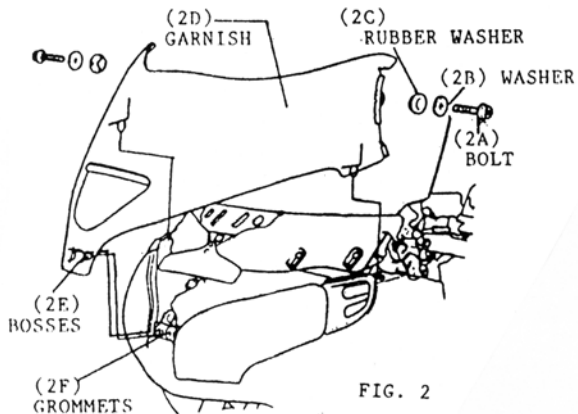 (2D)
GARNISH
(2C)
RUBBER WASHER
(2B) WASHER
(2A)
BOLT
(2E)
BOSSES
(2F)
GROMMETS
FIG. 2